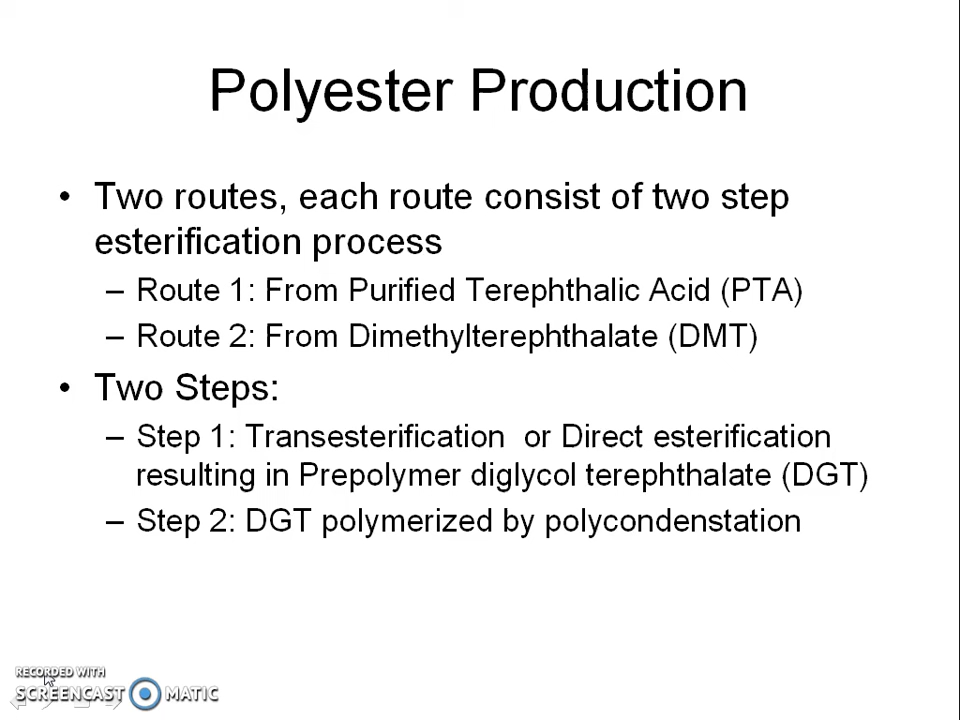 Polyester Production
• Two routes, each route consist of two step
esterification process
– Route 1: From Purified Terephthalic Acid (PTA)
– Route 2: From Dimethylterephthalate (DMT)
• Two Steps:
– Step 1: Transesterification or Direct esterification
resulting in Prepolymer diglycol terephthalate (DGT)
– Step 2: DGT polymerized by polycondenstation
RECORDED WITH
SCREENCAST MATIC